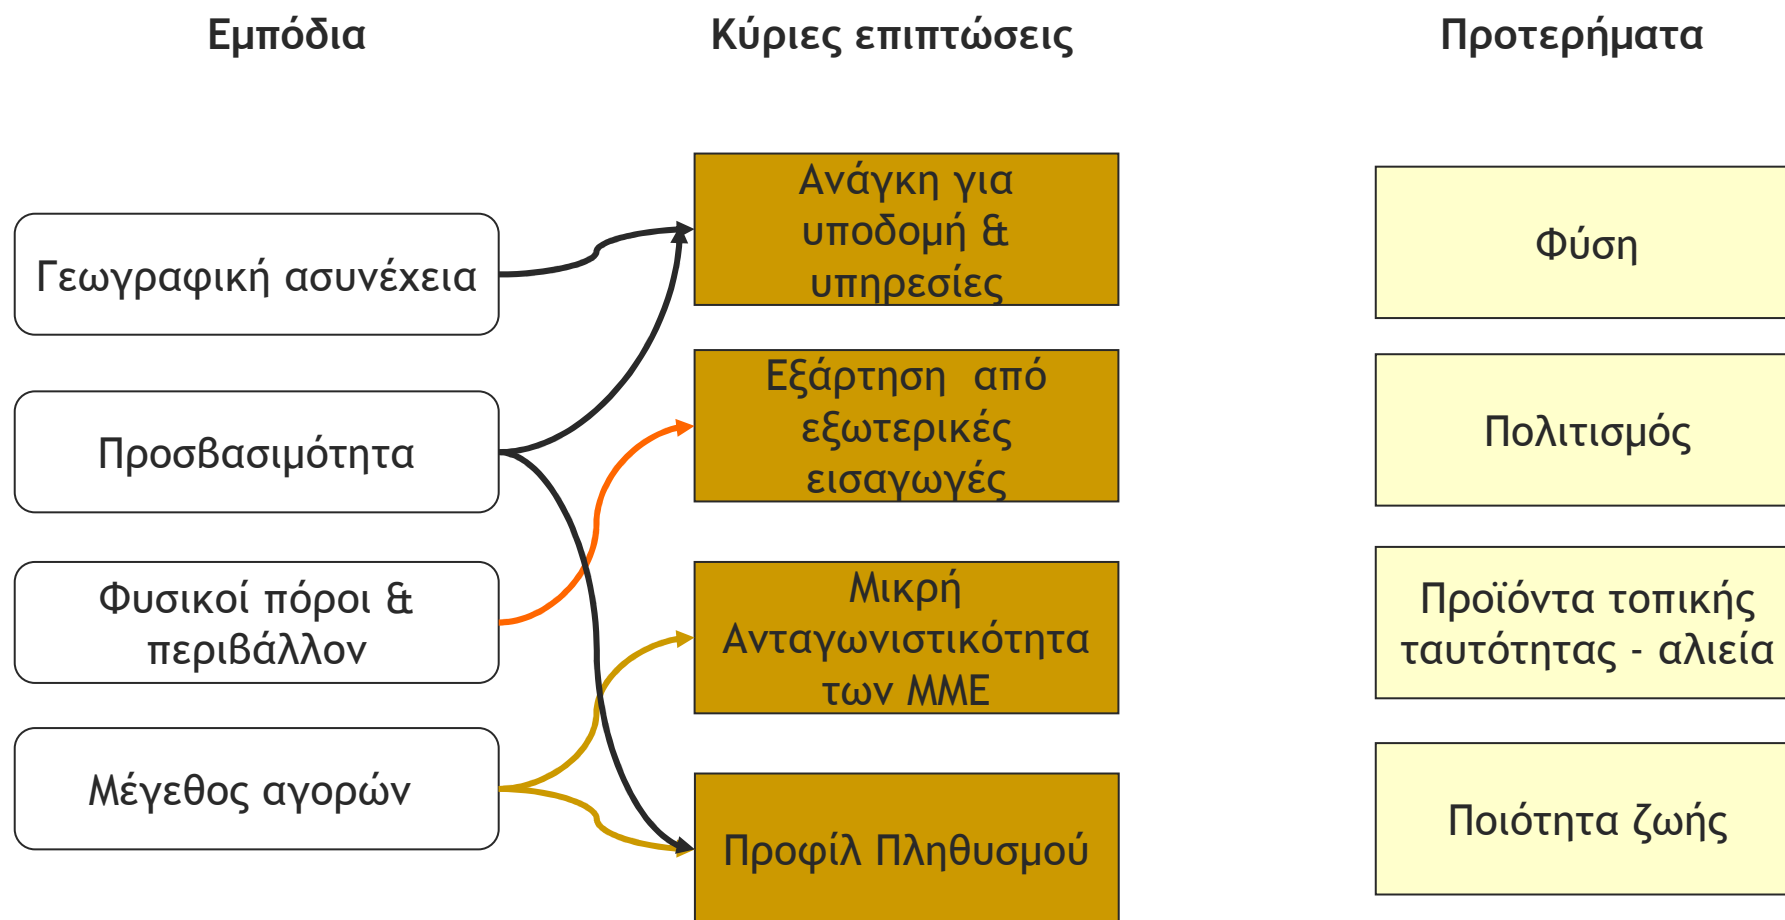 Εμπόδια
Κύριες επιπτώσεις
Προτερήματα
Γεωγραφική ασυνέχεια
Προσβασιμότητα
Φυσικοί πόροι &
περιβάλλον
Μέγεθος αγορών
Ανάγκη για
υποδομή &
υπηρεσίες
Εξάρτηση  από
εξωτερικές
εισαγωγές
Μικρή
Ανταγωνιστικότητα
των ΜΜΕ
Προφίλ Πληθυσμού
Φύση
Πολιτισμός
Προϊόντα τοπικής
ταυτότητας - αλιεία
Ποιότητα ζωής